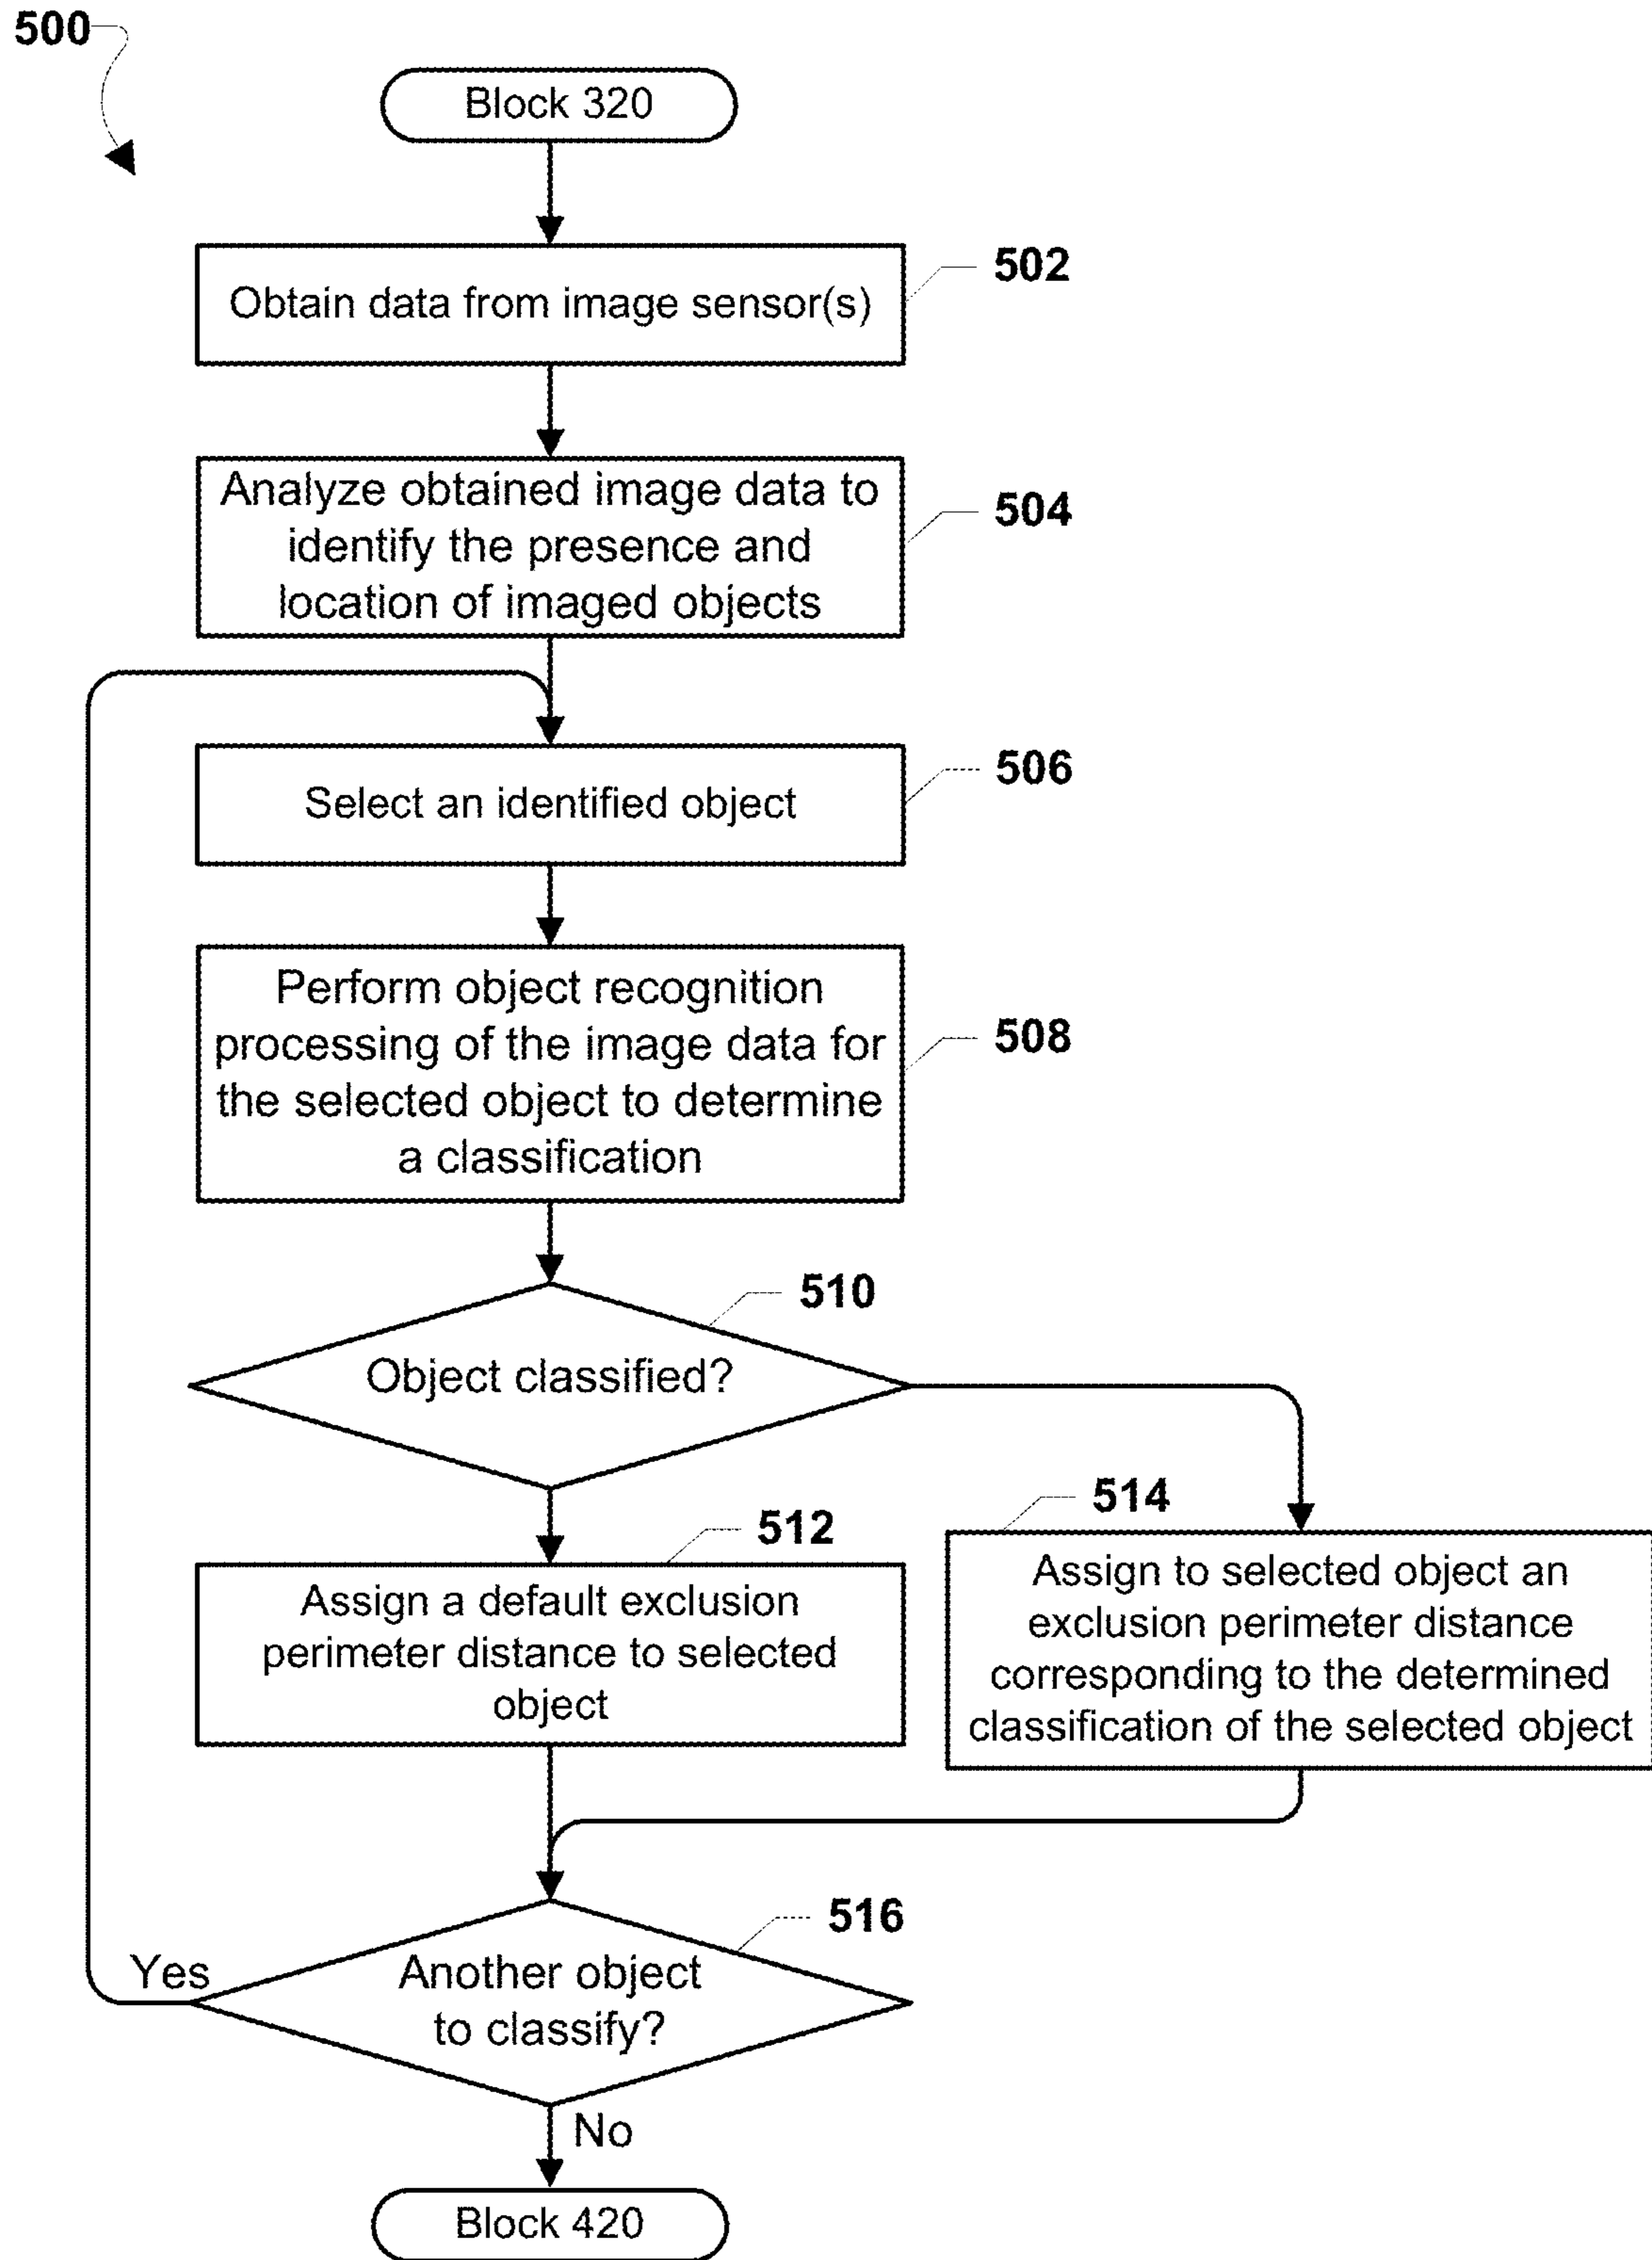 500
Block 320
502
Obtain data from image sensor(s)
504
Analyze obtained image data to
identify the presence and
location of imaged objects
506
Select an identified object
508
Perform object recognition
processing of the image data for
the selected object to determine
a classification
510
Object classified?
512
Assign a default exclusion
perimeter distance to selected
object
514
Assign to selected object an
exclusion perimeter distance
corresponding to the determined
classification of the selected object
516
Another object
to classify?
Yes
No
Block 420